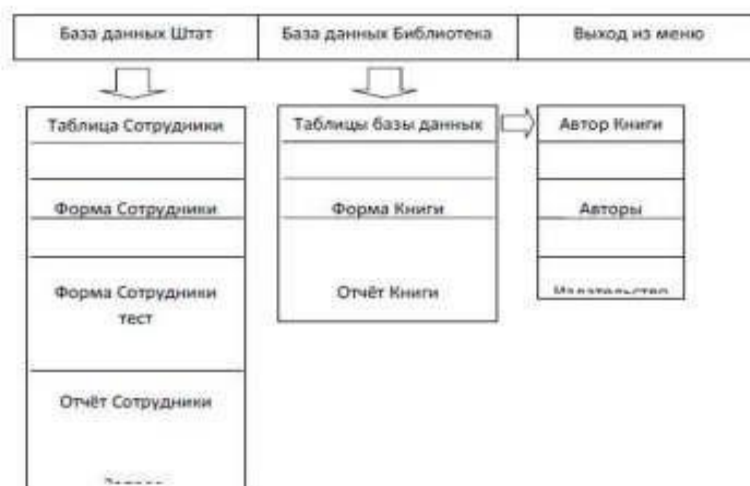 База данных Штат
База данных Библиотека
Выход из меню
Таблица Сотрудники
Форма Сотрудники
Форма Сотрудники
тест
Отчёт Сотрудники
Таблицы базы данных
Форма Книги
Отчёт Книги
Автор Книги
Авторы
Издательство